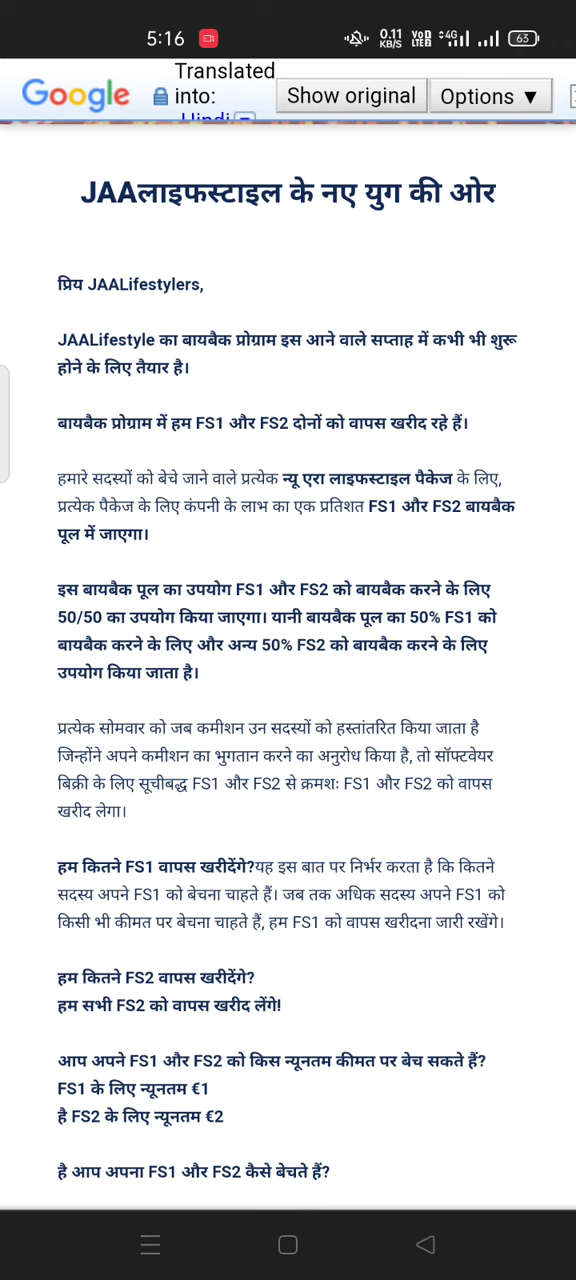 5:16
0.11
KB/S
VoD
LTE2
4G
63
Google
Translated
into:
Show original
Options ▼
Hindi
JAAलाइफस्टाइल के नए युग की ओर
प्रिय JAALifestylers,
JAALifestyle का बायबैक प्रोग्राम इस आने वाले सप्ताह में कभी भी शुरू
होने के लिए तैयार है।
बायबैक प्रोग्राम में हम FS1 और FS2 दोनों को वापस खरीद रहे हैं।
हमारे सदस्यों को बेचे जाने वाले प्रत्येक न्यू एरा लाइफस्टाइल पैकेज के लिए,
प्रत्येक पैकेज के लिए कंपनी के लाभ का एक प्रतिशत FS1 और FS2 बायबैक
पूल में जाएगा।
इस बायबैक पूल का उपयोग FS1 और FS2 को बायबैक करने के लिए
50/50 का उपयोग किया जाएगा। यानी बायबैक पूल का 50% FS1 को
बायबैक करने के लिए और अन्य 50% FS2 को बायबैक करने के लिए
उपयोग किया जाता है।
प्रत्येक सोमवार को जब कमीशन उन सदस्यों को हस्तांतरित किया जाता है
जिन्होंने अपने कमीशन का भुगतान करने का अनुरोध किया है, तो सॉफ्टवेयर
बिक्री के लिए सूचीबद्ध FS1 और FS2 से क्रमशः FS1 और FS2 को वापस
खरीद लेगा।
हम कितने FS1 वापस खरीदेंगे?यह इस बात पर निर्भर करता है कि कितने
सदस्य अपने FS1 को बेचना चाहते हैं। जब तक अधिक सदस्य अपने FS1 को
किसी भी कीमत पर बेचना चाहते हैं, हम FS1 को वापस खरीदना जारी रखेंगे।
हम कितने FS2 वापस खरीदेंगे?
हम सभी FS2 को वापस खरीद लेंगे!
आप अपने FS1 और FS2 को किस न्यूनतम कीमत पर बेच सकते हैं?
FS1 के लिए न्यूनतम €1
है FS2 के लिए न्यूनतम €2
है आप अपना FS1 और FS2 कैसे बेचते हैं?